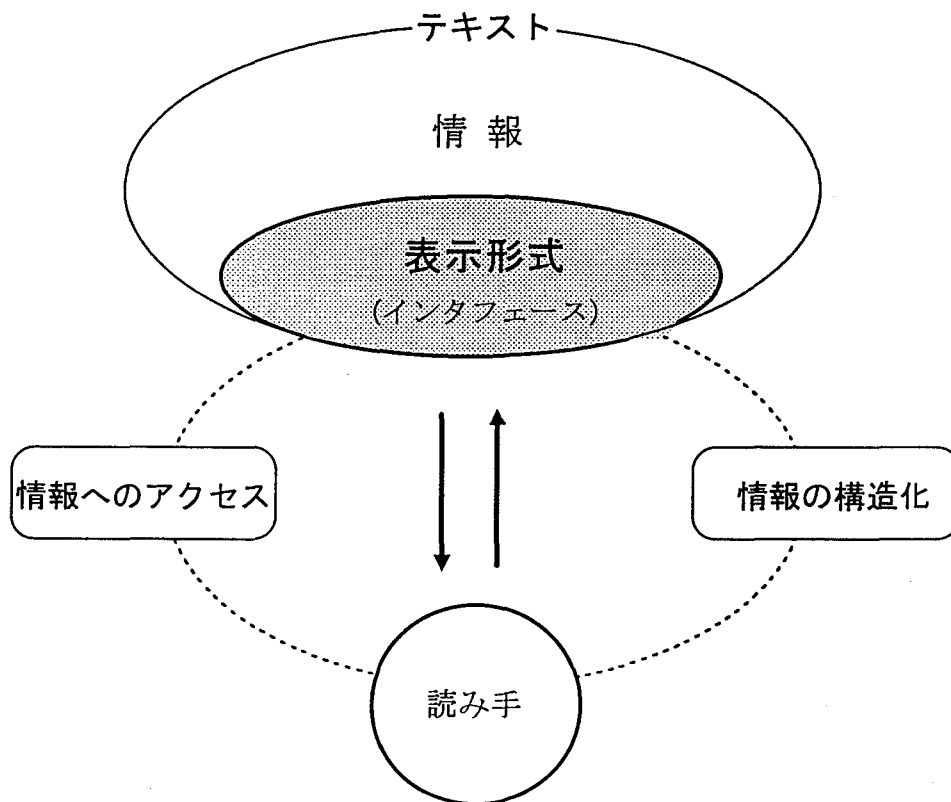 テキスト
情報
表示形式
(インタフェース)
情報へのアクセス
情報の構造化
読み手